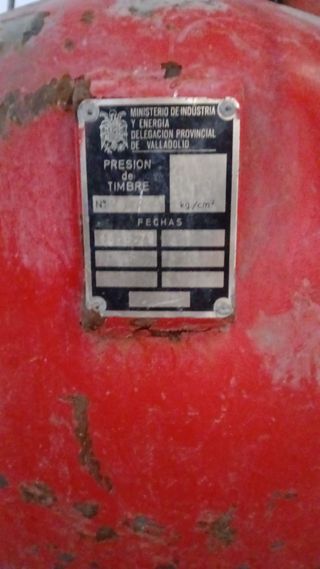 MINISTERIO DE INDUSTRIA
Y ENERGIA
DELEGACION PROVINCIAL
DE VALLADOLID
PRESION
de
TIMBRE
Nº
kg/cm²
FECHAS